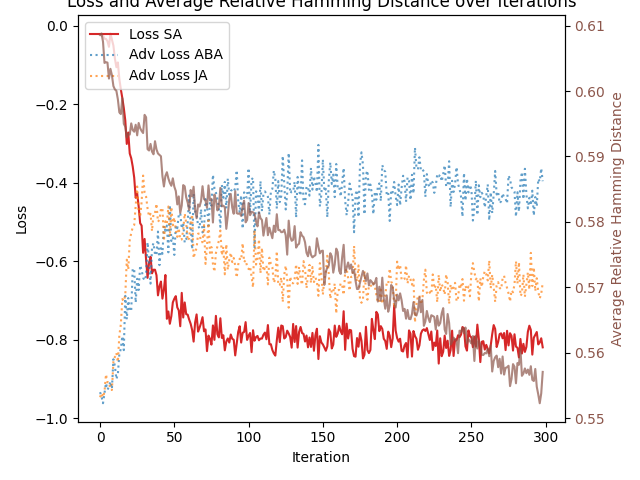 Loss and Average Relative Hamming Distance over Iterations
Loss SA
Adv Loss ABA
Adv Loss JA
0.0
−0.2
−0.4
−0.6
−0.8
−1.0
Loss
0.61
0.60
0.59
0.58
0.57
0.56
0.55
Average Relative Hamming Distance
0 50 100 150 200 250 300
Iteration